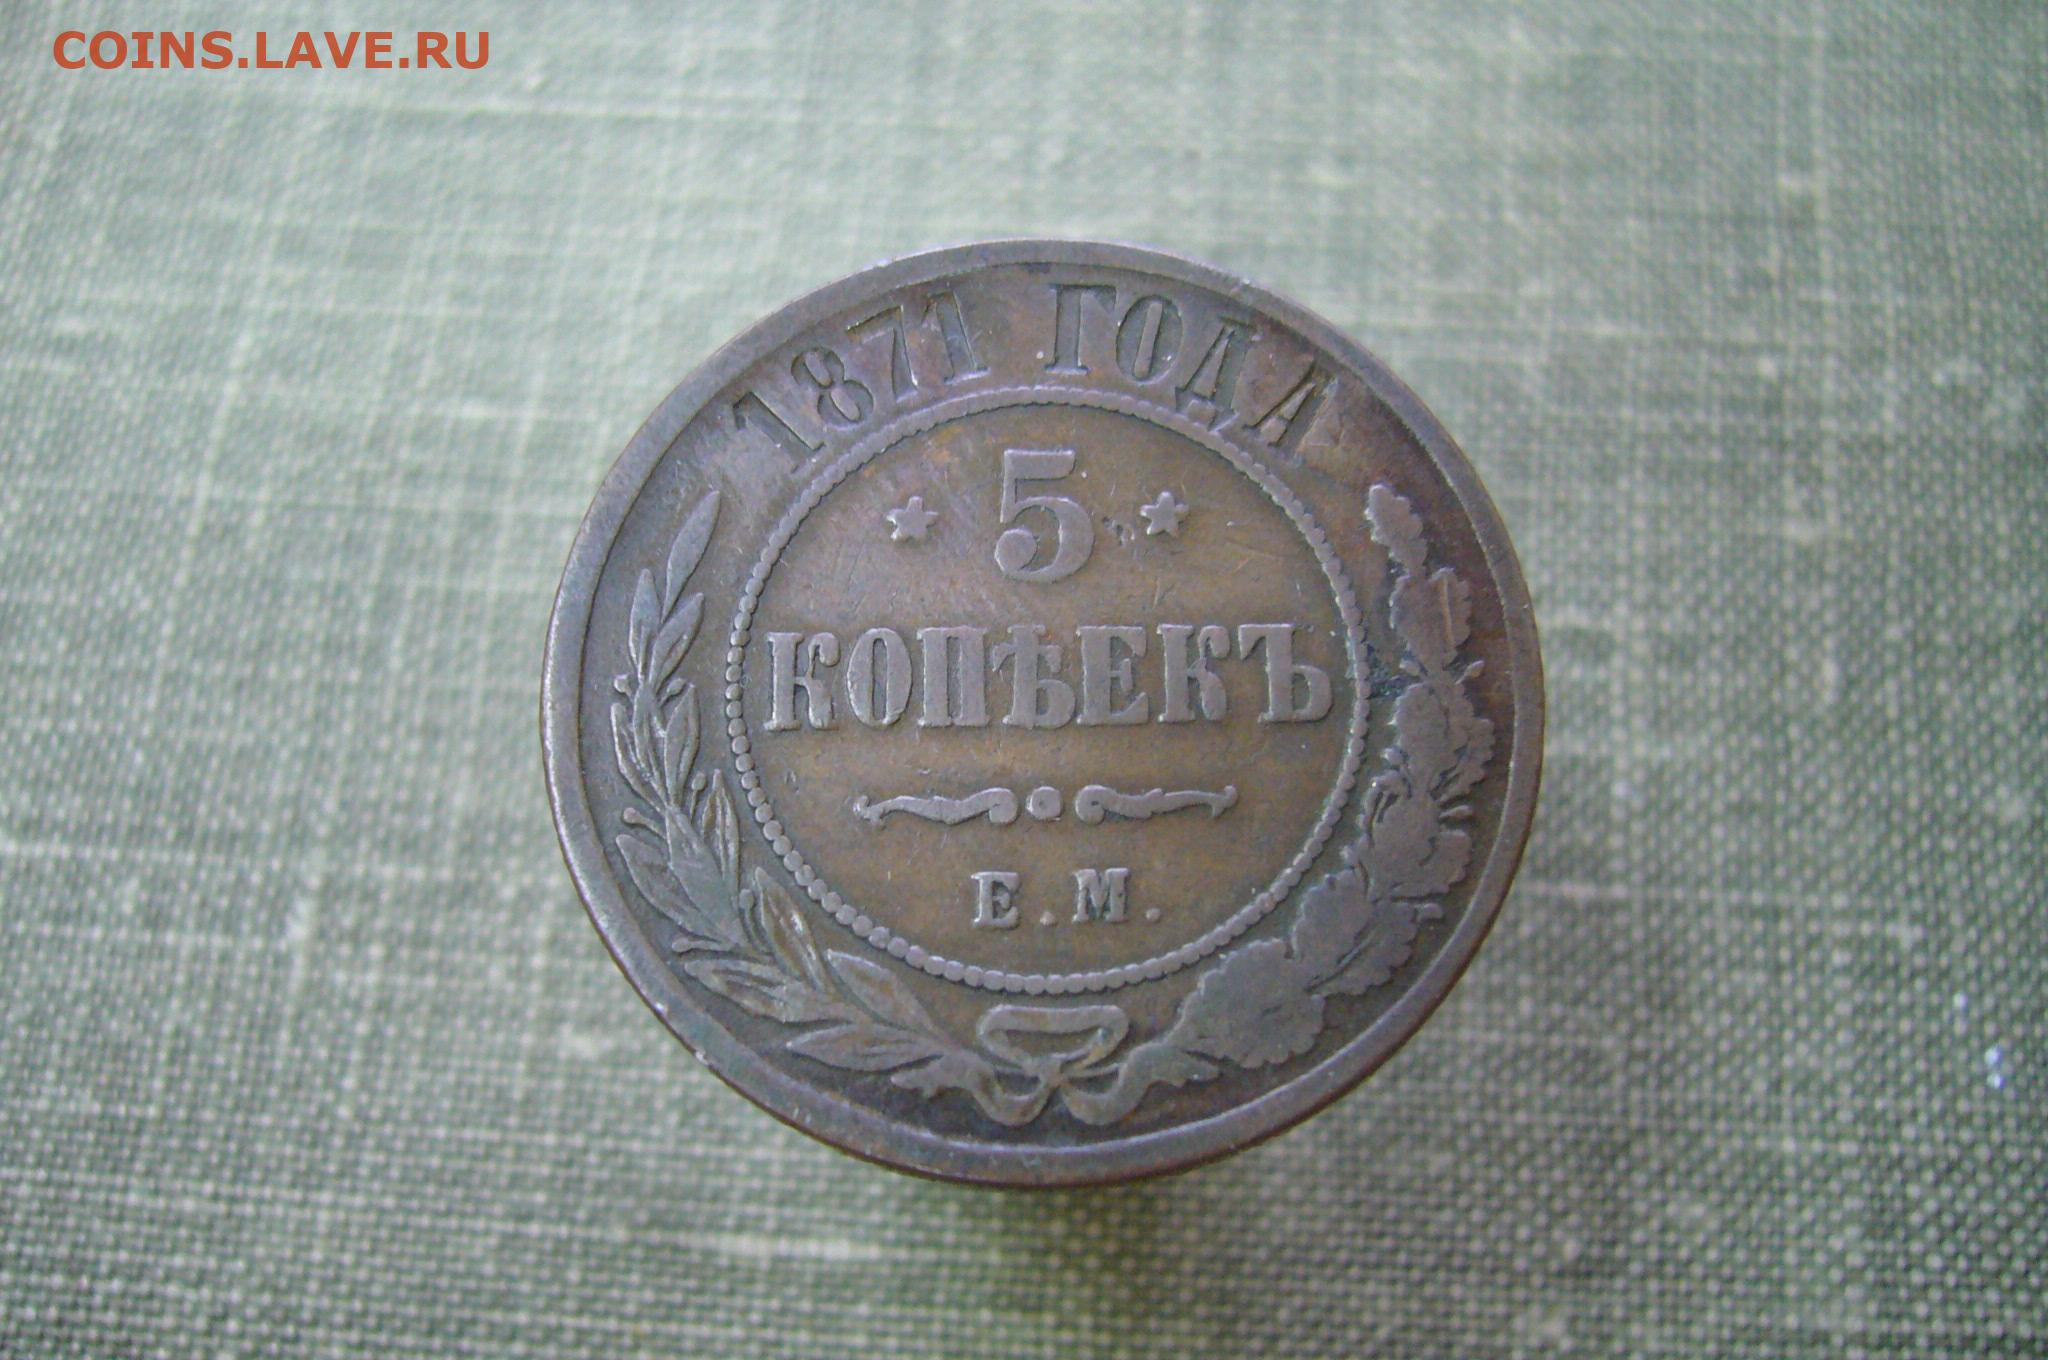 COINS.LAVE.RU
1871 ГОДА
* 5 *
КОПѢЕКЪ
Е.М.